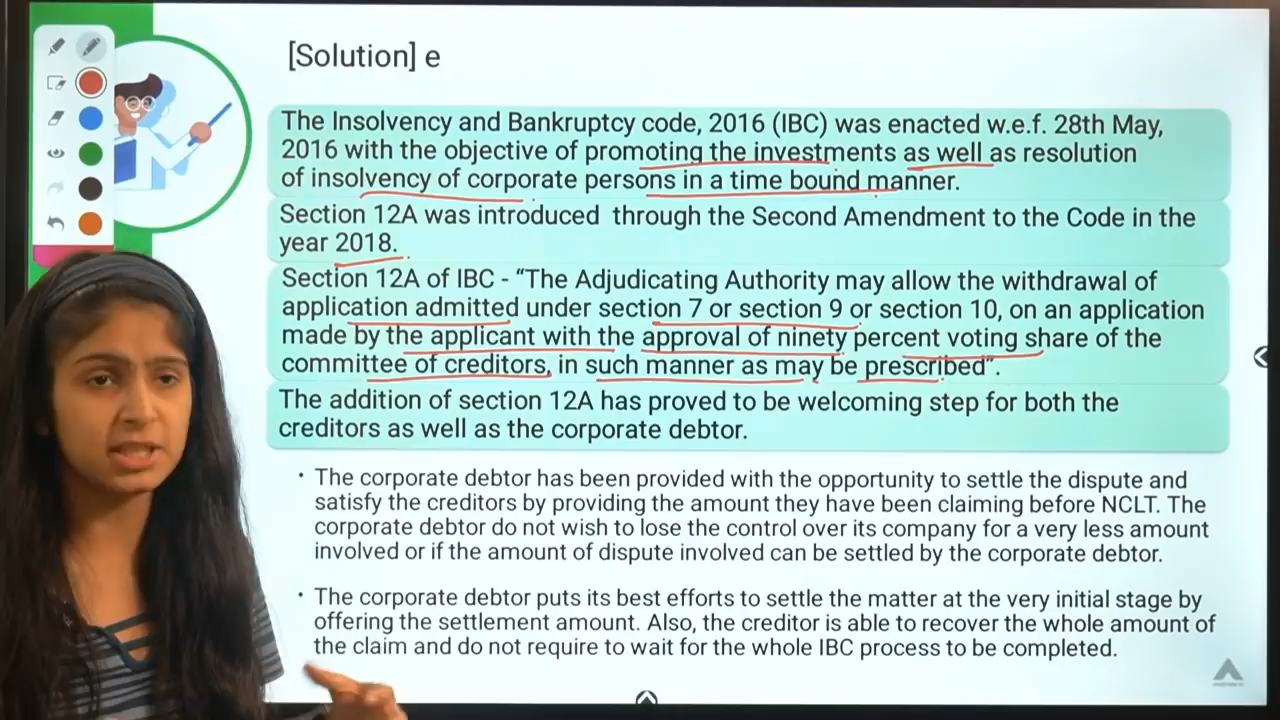 [Solution] e
The Insolvency and Bankruptcy code, 2016 (IBC) was enacted w.e.f. 28th May,
2016 with the objective of promoting the investments as well as resolution
of insolvency of corporate persons in a time bound manner.
Section 12A was introduced through the Second Amendment to the Code in the
year 2018.
Section 12A of IBC - “The Adjudicating Authority may allow the withdrawal of
application admitted under section 7 or section 9 or section 10, on an application
made by the applicant with the approval of ninety percent voting share of the
committee of creditors, in such manner as may be prescribed”.
The addition of section 12A has proved to be welcoming step for both the
creditors as well as the corporate debtor.
• The corporate debtor has been provided with the opportunity to settle the dispute and
satisfy the creditors by providing the amount they have been claiming before NCLT. The
corporate debtor do not wish to lose the control over its company for a very less amount
involved or if the amount of dispute involved can be settled by the corporate debtor.
• The corporate debtor puts its best efforts to settle the matter at the very initial stage by
offering the settlement amount. Also, the creditor is able to recover the whole amount of
the claim and do not require to wait for the whole IBC process to be completed.